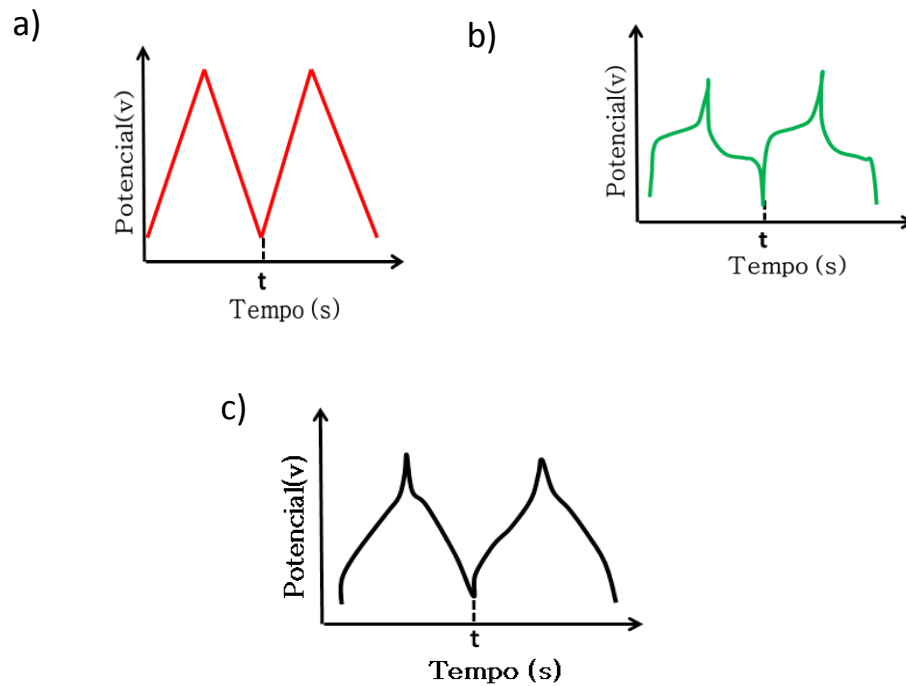 a)
Potencial(v)
t
Tempo (s)
b)
Potencial(v)
t
Tempo (s)
c)
Potencial(v)
t
Tempo (s)